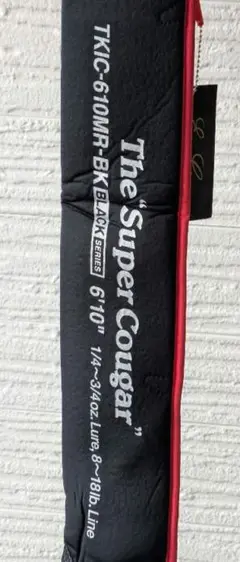 The "Super Cougar"
TKIC-610MR-BK BLACK SERIES 6'10" 1/4~3/4oz.Lure, 8~18lb. Line